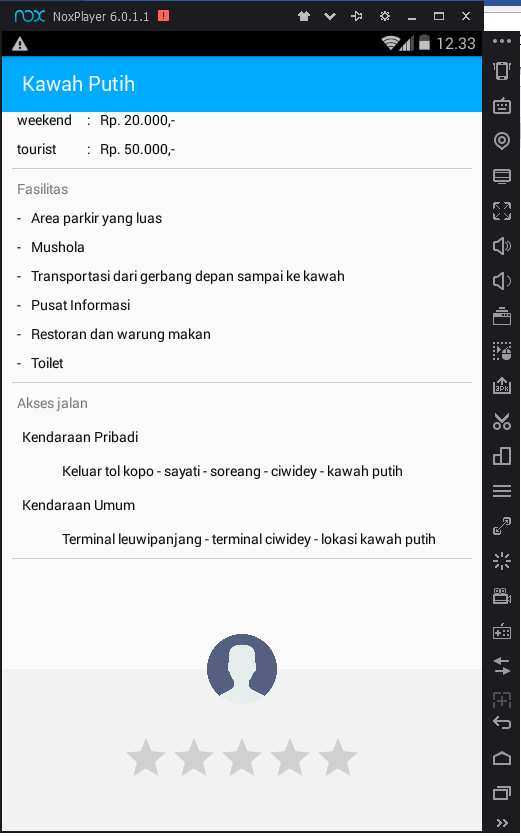 nox NoxPlayer 6.0.1.1
12.33
Kawah Putih
weekend : Rp. 20.000,-
tourist : Rp. 50.000,-
Fasilitas
- Area parkir yang luas
- Mushola
- Transportasi dari gerbang depan sampai ke kawah
- Pusat Informasi
- Restoran dan warung makan
- Toilet
Akses jalan
Kendaraan Pribadi
Keluar tol kopo - sayati - soreang - ciwidey - kawah putih
Kendaraan Umum
Terminal leuwipanjang - terminal ciwidey - lokasi kawah putih